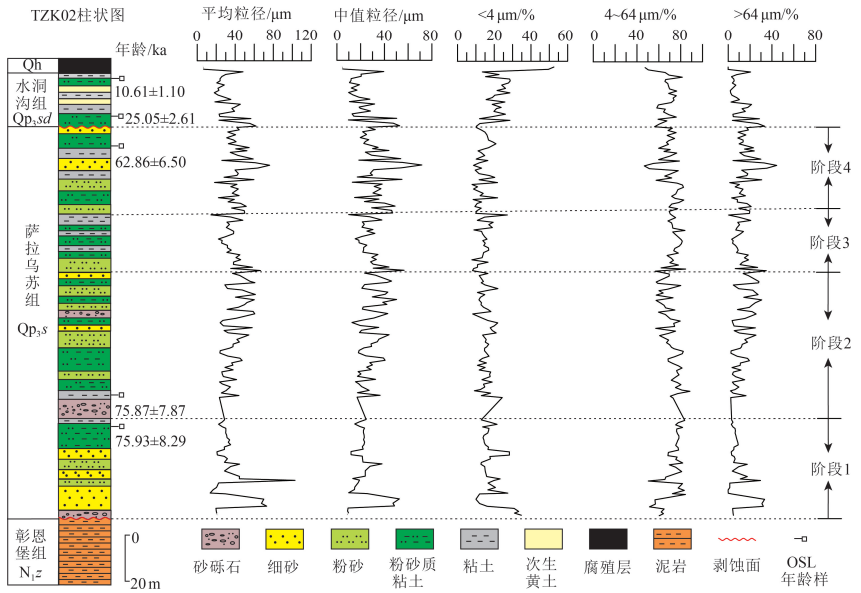 TZK02柱状图
年龄/ka
平均粒径/μm
0 40 80 120
中值粒径/μm
0 40 80
<4 μm/%
0 20 40 60
4~64 μm/%
0 40 80 100
>64 μm/%
0 40 80
Qh
水洞
沟组
Qp₃sd
10.61±1.10
25.05±2.61
62.86±6.50
萨
拉
乌
苏
组
Qp₃s
75.87±7.87
75.93±8.29
阶段4
阶段3
阶段2
阶段1
彰恩
堡组
N₁z
0
20 m
砂砾石
细砂
粉砂
粉砂质
粘土
粘土
次生
黄土
腐殖层
泥岩
剥蚀面
OSL
年龄样